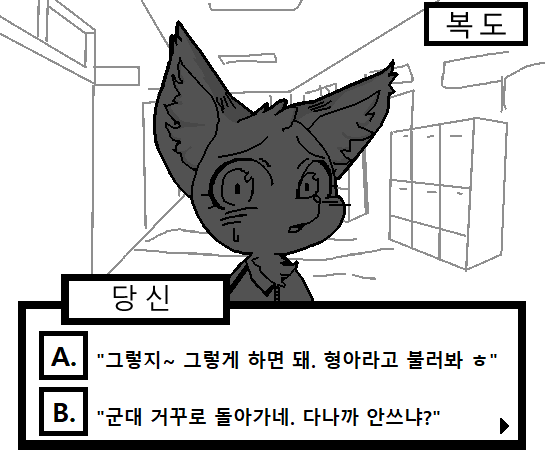 복도
당신
A. "그렇지~ 그렇게 하면 돼. 형아라고 불러봐 ㅎ"
B. "군대 거꾸로 돌아가네. 다나까 안쓰냐?"